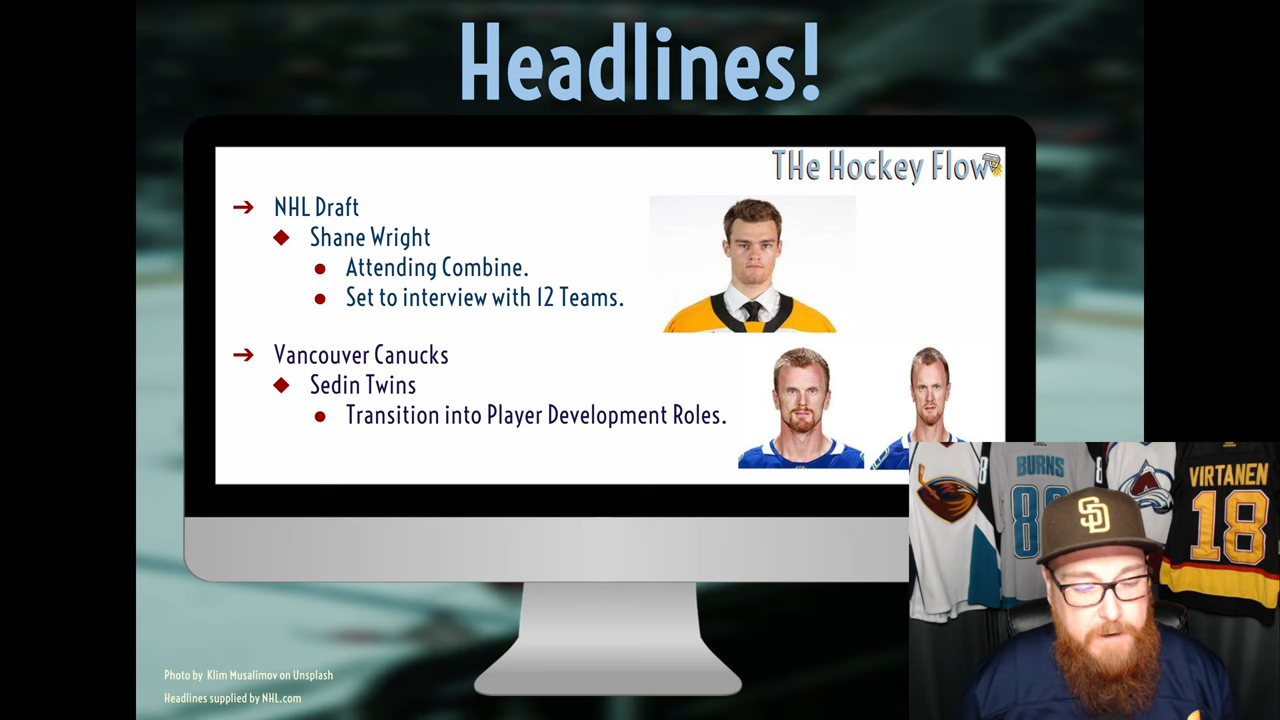 Headlines!
THe Hockey Flow
➔ NHL Draft
◆ Shane Wright
● Attending Combine.
● Set to interview with 12 Teams.
➔ Vancouver Canucks
◆ Sedin Twins
● Transition into Player Development Roles.
BURNS
88
VIRTANEN
18
SD
Photo by Klim Musalimov on Unsplash
Headlines supplied by NHL.com